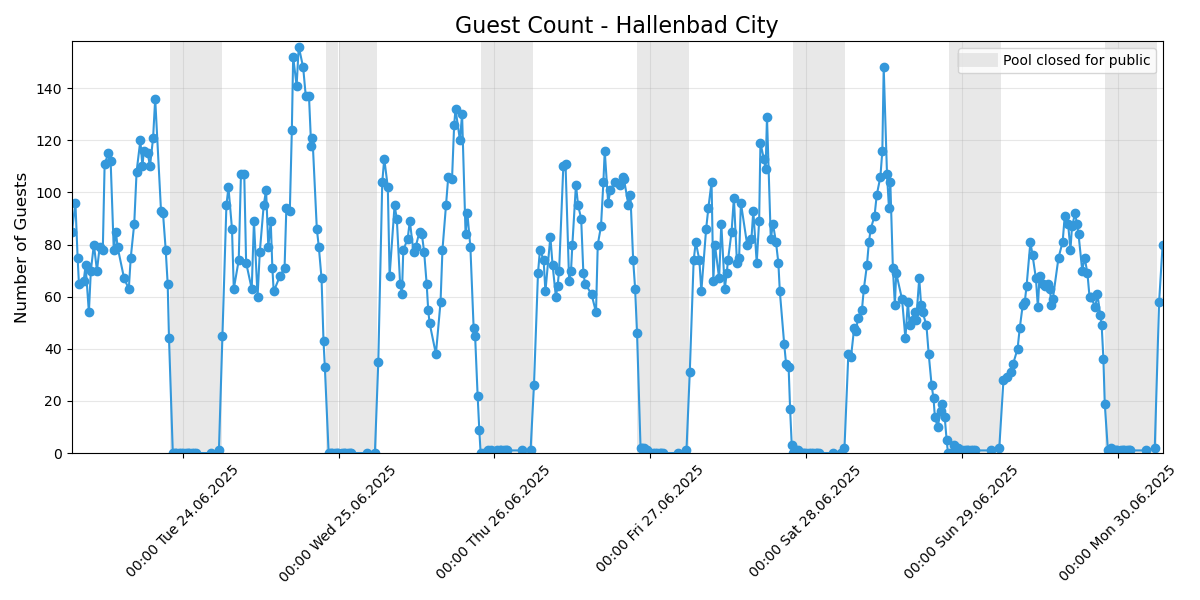 Guest Count - Hallenbad City
Pool closed for public
Number of Guests
140
120
100
80
60
40
20
0
00:00 Tue 24.06.2025
00:00 Wed 25.06.2025
00:00 Thu 26.06.2025
00:00 Fri 27.06.2025
00:00 Sat 28.06.2025
00:00 Sun 29.06.2025
00:00 Mon 30.06.2025